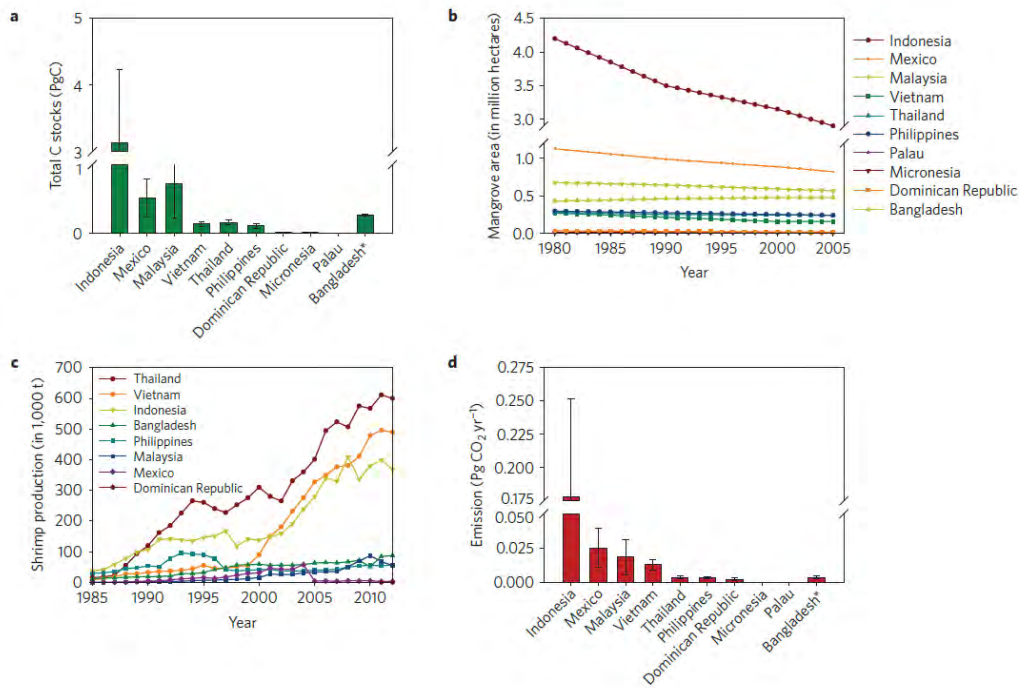 a
5
4
3
1
0
Total C stocks (PgC)
Indonesia
Mexico
Malaysia
Vietnam
Thailand
Philippines
Dominican Republic
Micronesia
Palau
Bangladesh*
b
4.5
4.0
3.5
3.0
1.0
0.5
0.0
Mangrove area (in million hectares)
1980 1985 1990 1995 2000 2005
Year
Indonesia
Mexico
Malaysia
Vietnam
Thailand
Philippines
Palau
Micronesia
Dominican Republic
Bangladesh
c
700
600
500
400
300
200
100
0
Shrimp production (in 1,000 t)
Thailand
Vietnam
Indonesia
Bangladesh
Philippines
Malaysia
Mexico
Dominican Republic
1985 1990 1995 2000 2005 2010
Year
d
0.275
0.250
0.225
0.200
0.175
0.050
0.025
0.000
Emission (Pg CO₂ yr⁻¹)
Indonesia
Mexico
Malaysia
Vietnam
Thailand
Philippines
Dominican Republic
Micronesia
Palau
Bangladesh*